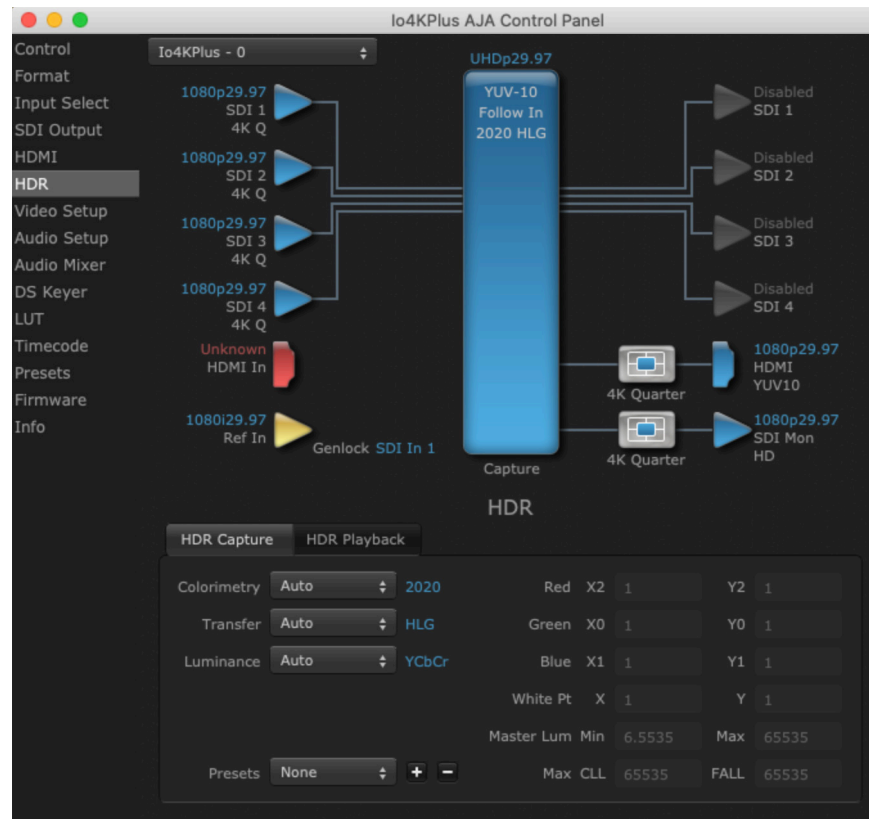 Io4KPlus AJA Control Panel
Control
Format
Input Select
SDI Output
HDMI
HDR
Video Setup
Audio Setup
Audio Mixer
DS Keyer
LUT
Timecode
Presets
Firmware
Info
Io4KPlus - 0
UHDp29.97
YUV-10
Follow In
2020 HLG
1080p29.97
SDI 1
4K Q
1080p29.97
SDI 2
4K Q
1080p29.97
SDI 3
4K Q
1080p29.97
SDI 4
4K Q
Unknown
HDMI In
1080i29.97
Ref In
Genlock SDI In 1
Capture
Disabled
SDI 1
Disabled
SDI 2
Disabled
SDI 3
Disabled
SDI 4
4K Quarter
1080p29.97
HDMI
YUV10
4K Quarter
1080p29.97
SDI Mon
HD
HDR
HDR Capture HDR Playback
Colorimetry Auto 2020 Red X2 1 Y2 1
Transfer Auto HLG Green X0 1 Y0 1
Luminance Auto YCbCr Blue X1 1 Y1 1
White Pt X 1 Y 1
Master Lum Min 6.5535 Max 65535
Presets None + − Max CLL 65535 FALL 65535